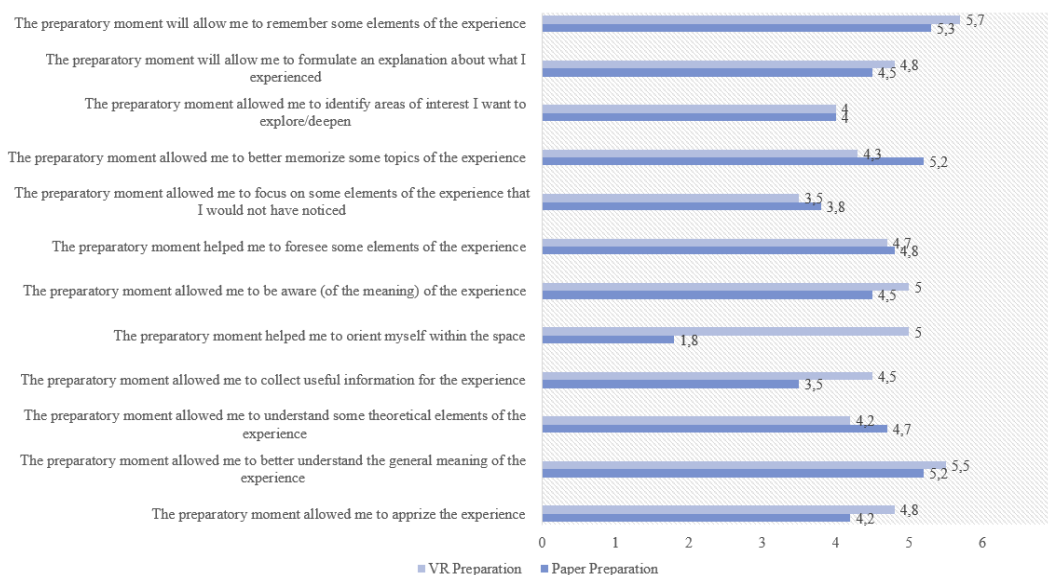 The preparatory moment will allow me to remember some elements of the experience
5,7
5,3
The preparatory moment will allow me to formulate an explanation about what I
experienced
4,8
4,5
The preparatory moment allowed me to identify areas of interest I want to
explore/deepen
4
4
The preparatory moment allowed me to better memorize some topics of the experience
4,3
5,2
The preparatory moment allowed me to focus on some elements of the experience that
I would not have noticed
3,5
3,8
The preparatory moment helped me to foresee some elements of the experience
4,7
4,8
The preparatory moment allowed me to be aware (of the meaning) of the experience
5
4,5
The preparatory moment helped me to orient myself within the space
5
1,8
The preparatory moment allowed me to collect useful information for the experience
4,5
3,5
The preparatory moment allowed me to understand some theoretical elements of the
experience
4,2
4,7
The preparatory moment allowed me to better understand the general meaning of the
experience
5,5
5,2
The preparatory moment allowed me to apprize the experience
4,8
4,2
0 1 2 3 4 5 6
VR Preparation Paper Preparation